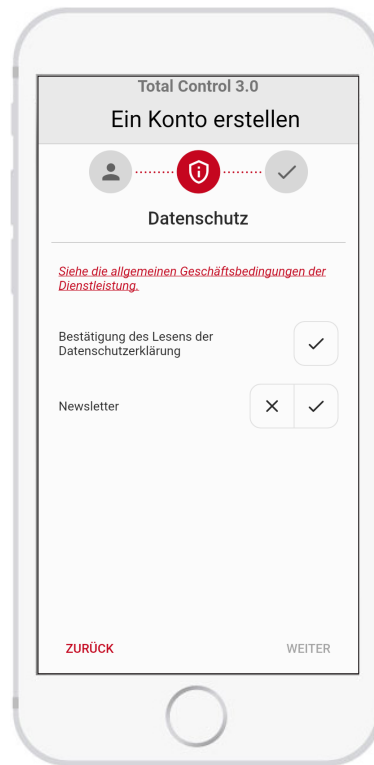 Total Control 3.0
Ein Konto erstellen
Datenschutz
Siehe die allgemeinen Geschäftsbedingungen der
Dienstleistung.
Bestätigung des Lesens der
Datenschutzerklärung
Newsletter
ZURÜCK
WEITER